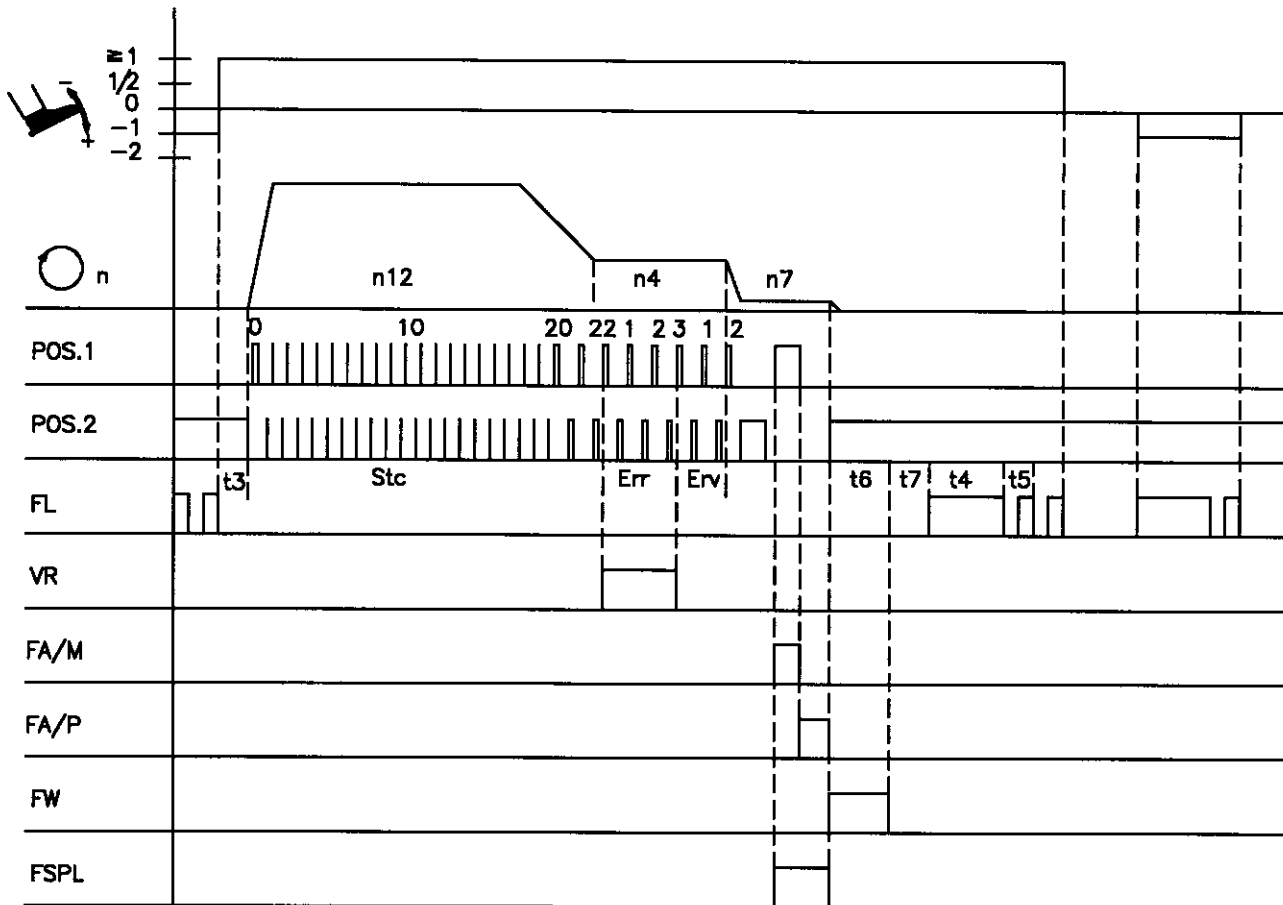 ≥1
1/2
0
-1
-2
- +
n
n12 n4 n7
0 10 20 22 1 2 3 1 2
POS.1
POS.2
t3 Stc Err Erv t6 t7 t4 t5
FL
VR
FA/M
FA/P
FW
FSPL